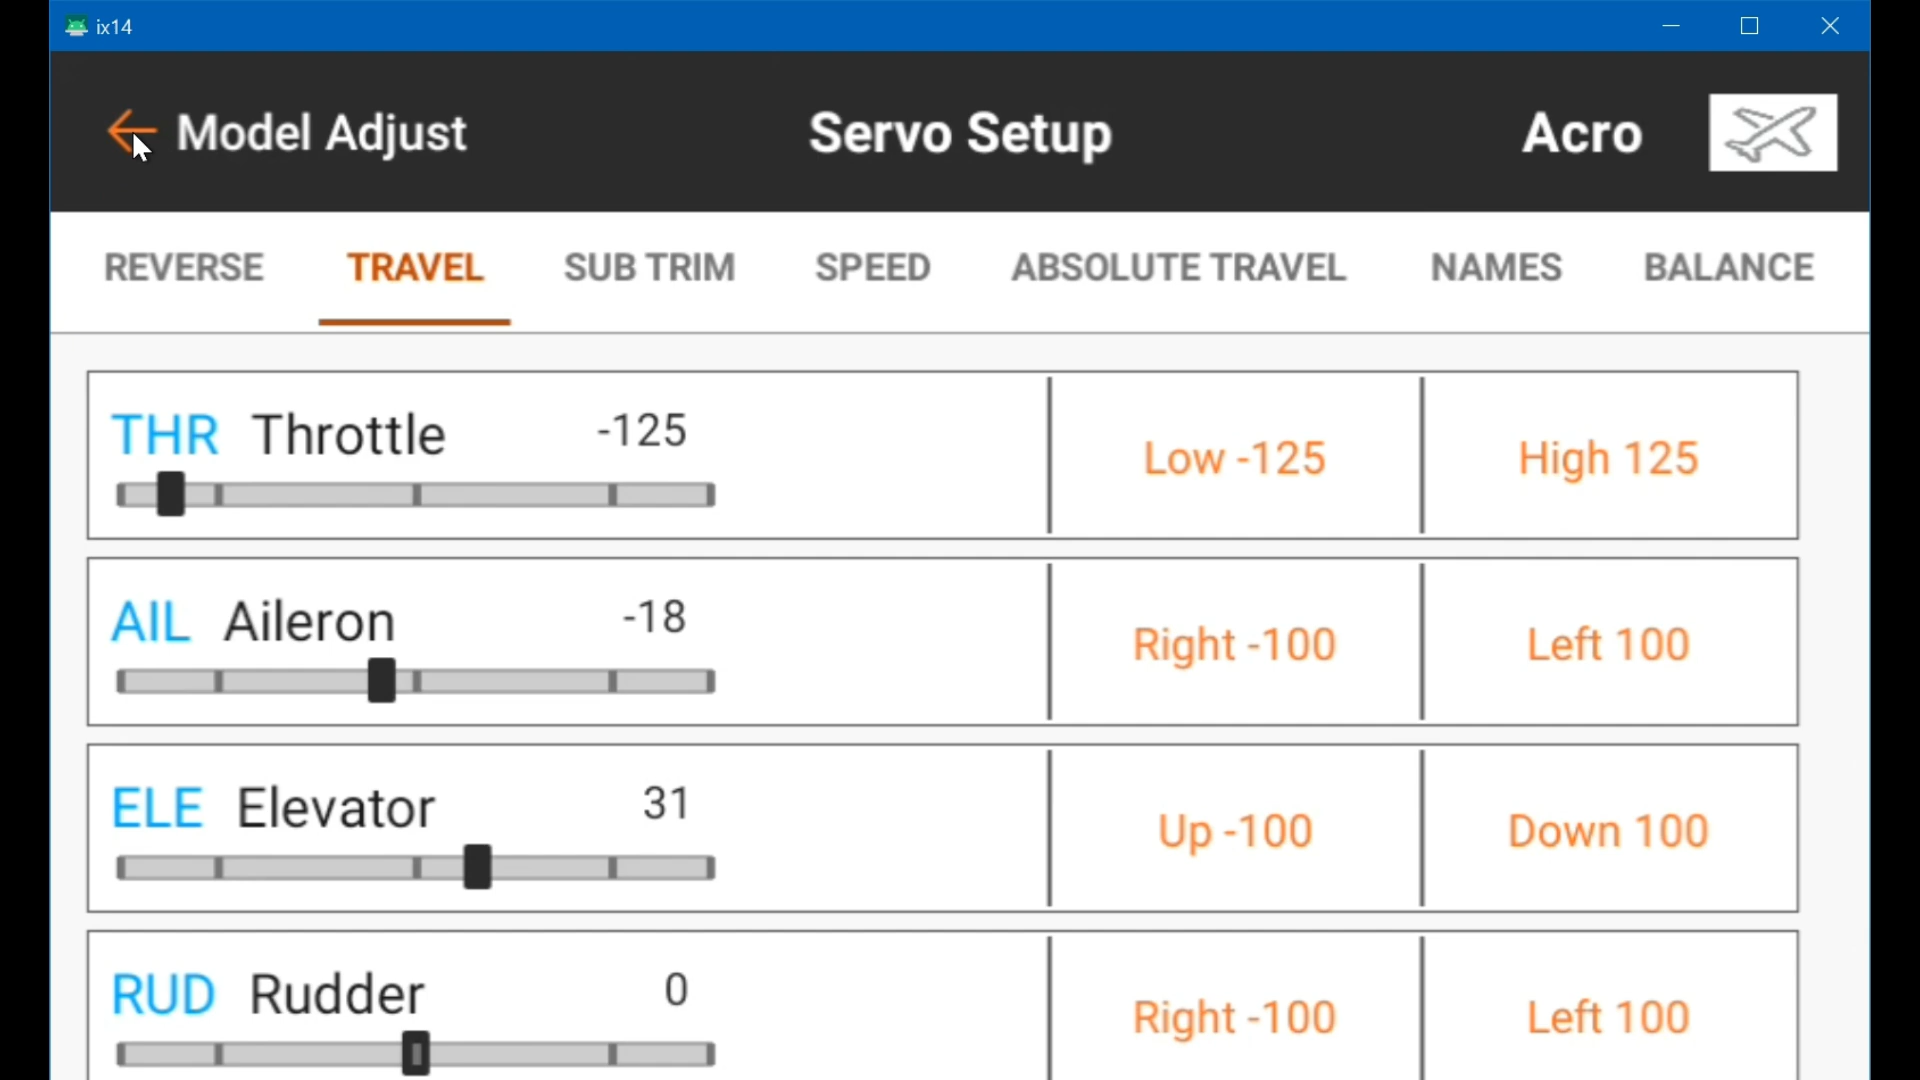 ix14
Model Adjust Servo Setup Acro
REVERSE TRAVEL SUB TRIM SPEED ABSOLUTE TRAVEL NAMES BALANCE
THR Throttle -125 Low -125 High 125
AIL Aileron -18 Right -100 Left 100
ELE Elevator 31 Up -100 Down 100
RUD Rudder 0 Right -100 Left 100